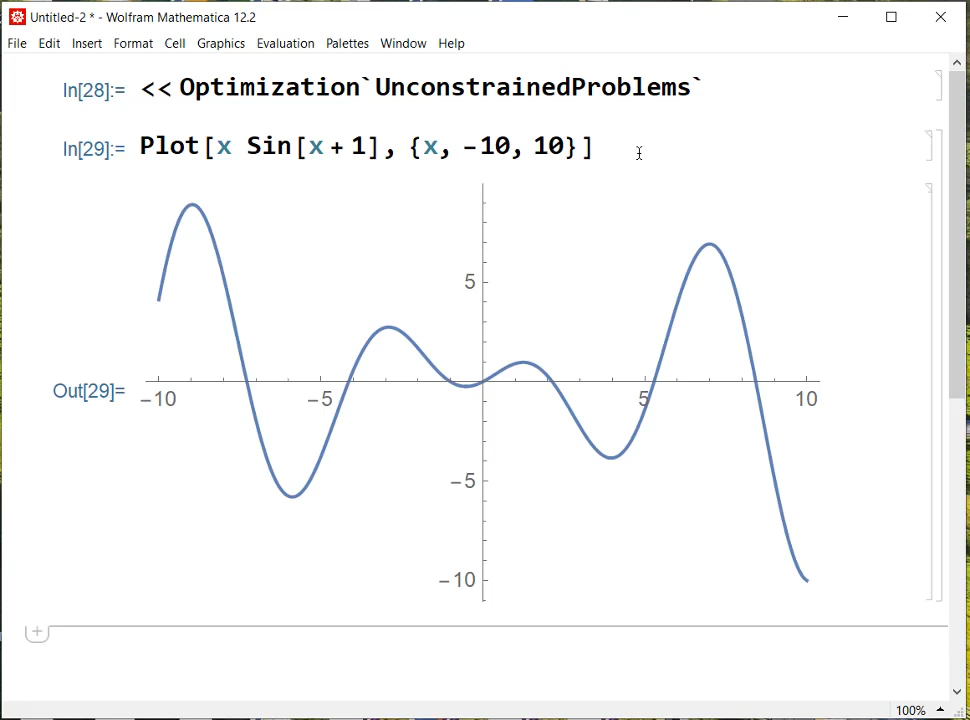 Untitled-2 * - Wolfram Mathematica 12.2
File Edit Insert Format Cell Graphics Evaluation Palettes Window Help
In[28]:= << Optimization`UnconstrainedProblems`
In[29]:= Plot[x Sin[x + 1], {x, -10, 10}]
5
Out[29]=
-10 -5 5 10
-5
-10
100%